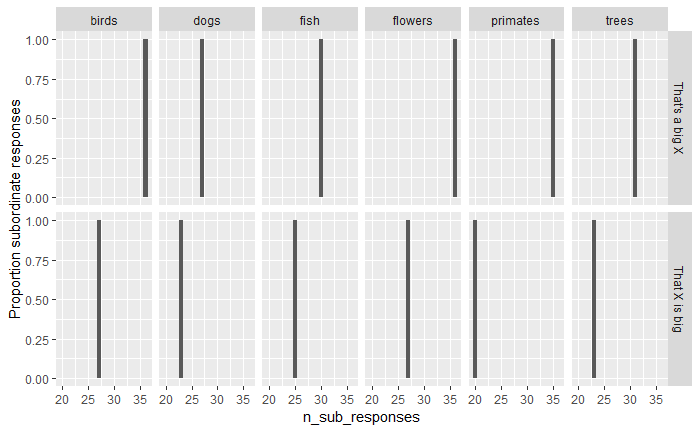 birds dogs fish flowers primates trees
1.00
0.75
0.50
0.25
0.00
That's a big X
1.00
0.75
0.50
0.25
0.00
That X is big
Proportion subordinate responses
20 25 30 35 20 25 30 35 20 25 30 35 20 25 30 35 20 25 30 35 20 25 30 35
n_sub_responses